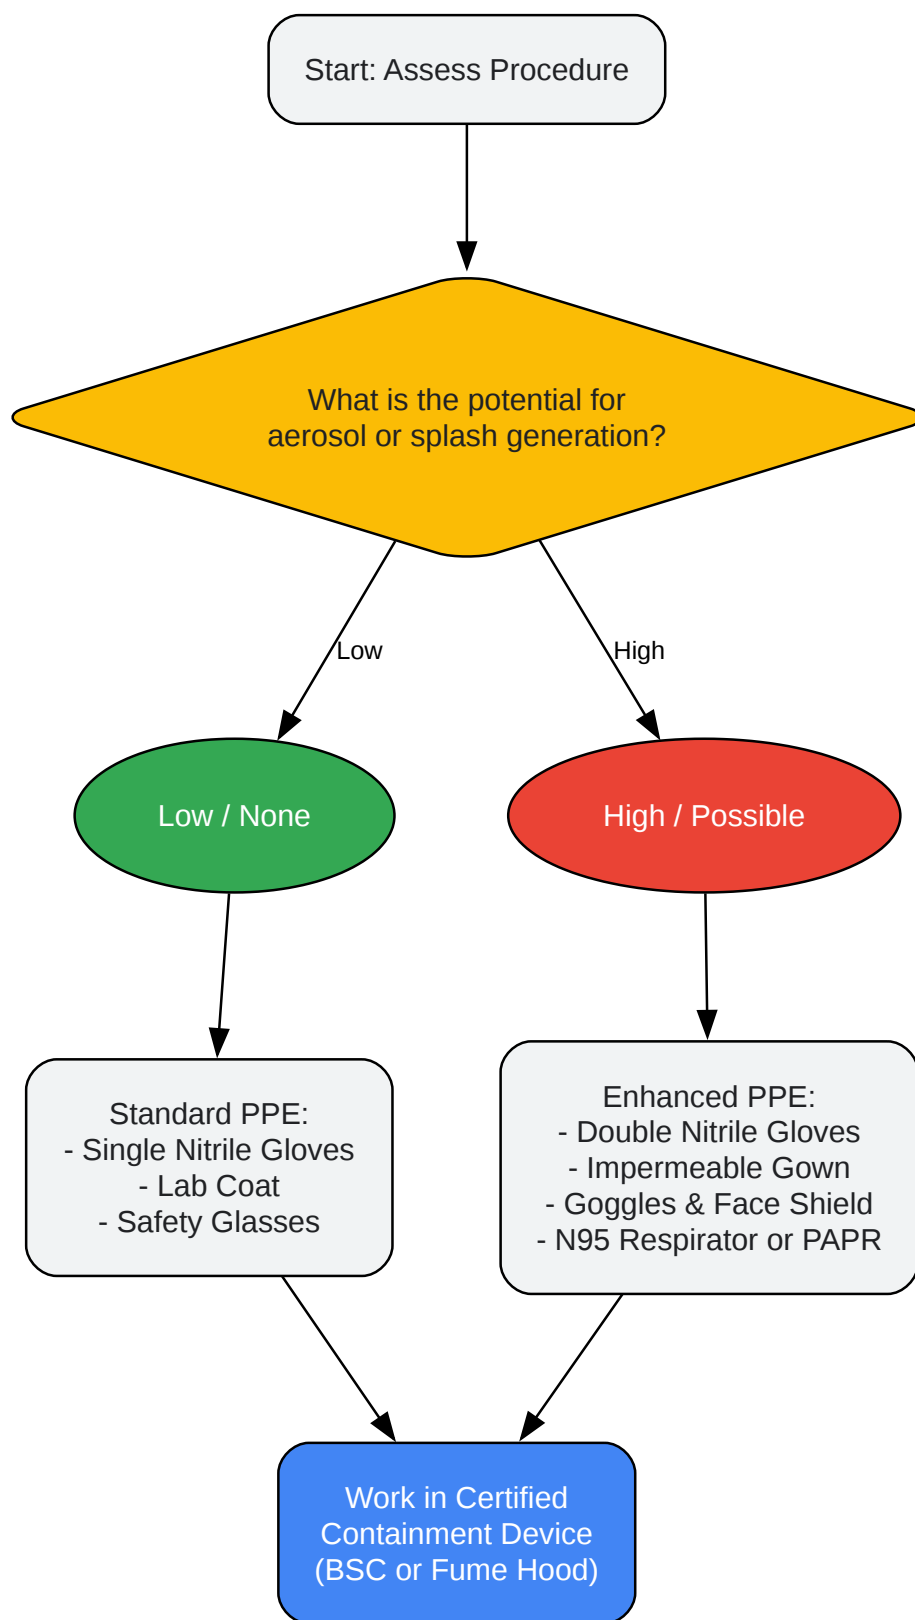 Start: Assess Procedure
What is the potential for
aerosol or splash generation?
Low
High
Low / None
High / Possible
Standard PPE:
- Single Nitrile Gloves
- Lab Coat
- Safety Glasses
Enhanced PPE:
- Double Nitrile Gloves
- Impermeable Gown
- Goggles & Face Shield
- N95 Respirator or PAPR
Work in Certified
Containment Device
(BSC or Fume Hood)